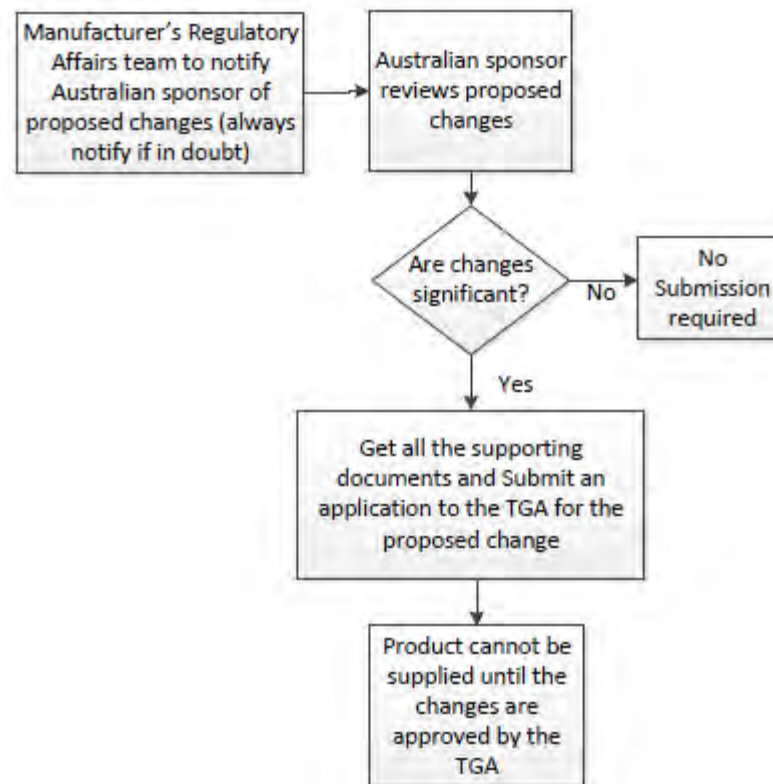 Manufacturer's Regulatory
Affairs team to notify
Australian sponsor of
proposed changes (always
notify if in doubt)
Australian sponsor
reviews proposed
changes
Are changes
significant?
No
No
Submission
required
Yes
Get all the supporting
documents and Submit an
application to the TGA for the
proposed change
Product cannot be
supplied until the
changes are
approved by the
TGA